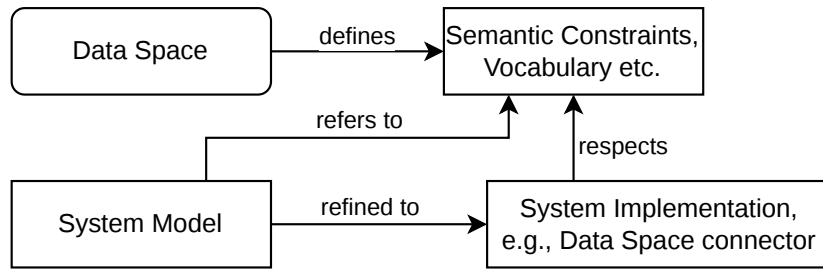 Data Space
defines
Semantic Constraints,
Vocabulary etc.
refers to
respects
System Model
refined to
System Implementation,
e.g., Data Space connector